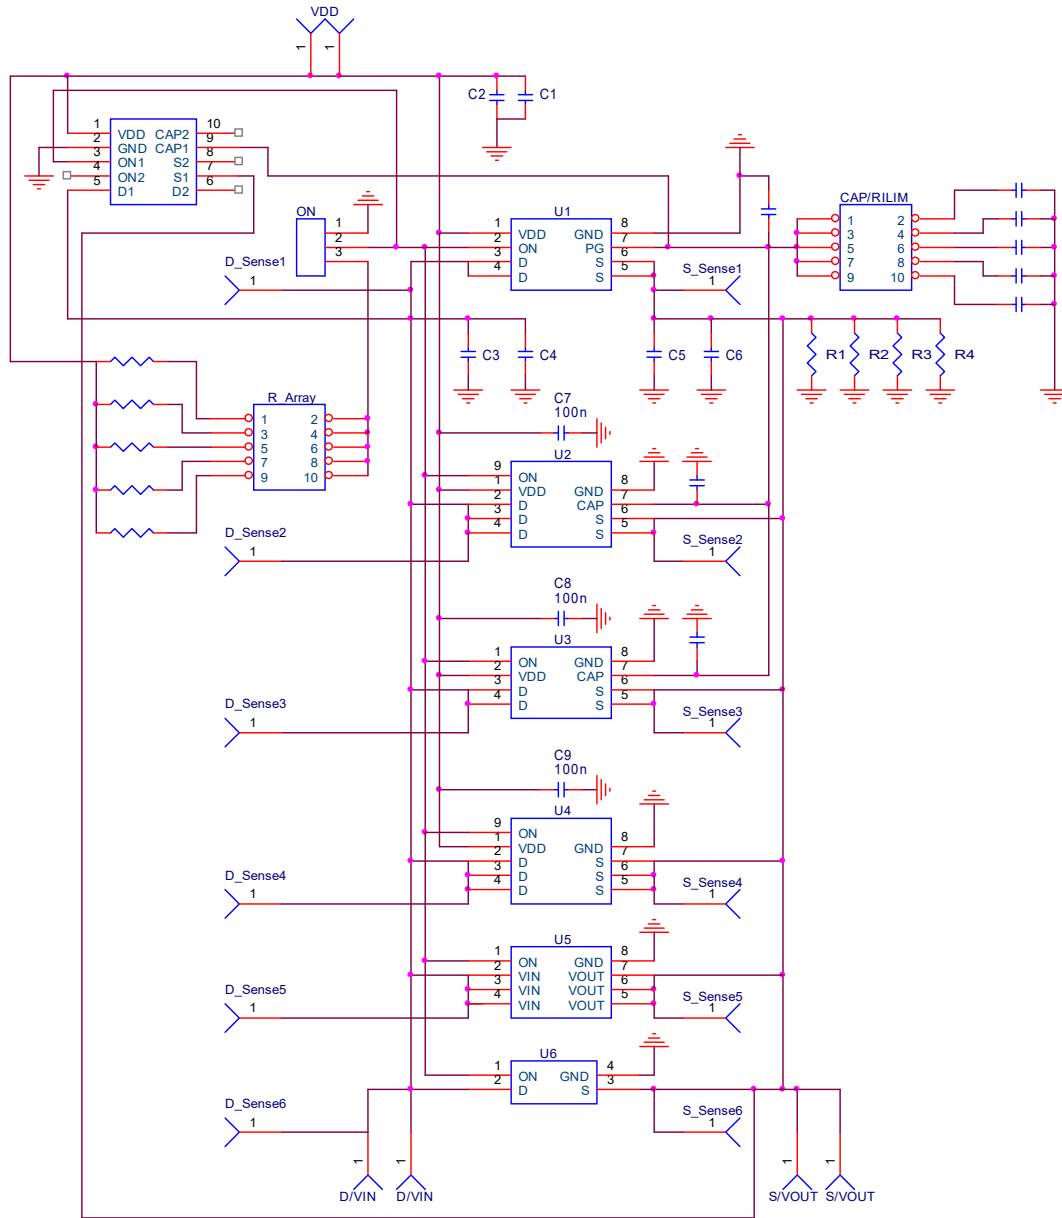 VDD
1 1
C2 C1
1 VDD CAP2 10
2 GND CAP1 9
3 ON1 S2 8
4 ON2 S1 7
5 D1 D2 6
ON
1
2
3
U1
1 VDD GND 8
2 ON PG 7
3 D S 6
4 D S 5
CAP/RILIM
1 2
3 4
5 6
7 8
9 10
D_Sense1
1
S_Sense1
1
C3 C4 C5 C6
R1 R2 R3 R4
R_Array
1 2
3 4
5 6
7 8
9 10
C7
100n
U2
9 ON
1 VDD GND 8
2 D CAP 7
3 D S 6
4 D S 5
D_Sense2
1
S_Sense2
1
C8
100n
U3
1 ON GND 8
2 VDD CAP 7
3 D S 6
4 D S 5
D_Sense3
1
S_Sense3
1
C9
100n
U4
9 ON
1 VDD GND 8
2 D S 7
3 D S 6
4 D S 5
D_Sense4
1
S_Sense4
1
U5
1 ON GND 8
2 VIN VOUT 7
3 VIN VOUT 6
4 VIN VOUT 5
D_Sense5
1
S_Sense5
1
U6
1 ON GND 4
2 D S 3
D_Sense6
1
S_Sense6
1
1 1 1 1
D/VIN D/VIN S/VOUT S/VOUT